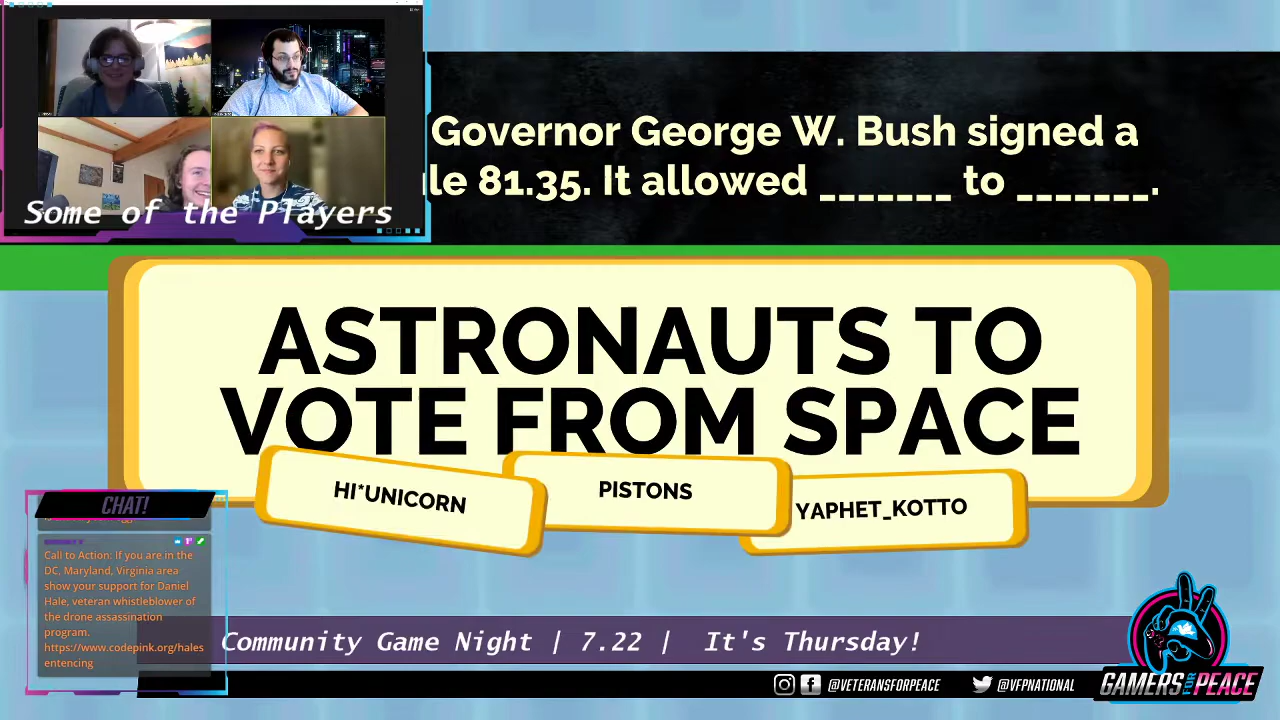 Governor George W. Bush signed a
le 81.35. It allowed _______ to _______.
Some of the Players
ASTRONAUTS TO
VOTE FROM SPACE
HI*UNICORN
PISTONS
YAPHET_KOTTO
CHAT!
Call to Action: If you are in the
DC, Maryland, Virginia area
show your support for Daniel
Hale, veteran whistleblower of
the drone assassination
program.
https://www.codepink.org/hales
entencing
Community Game Night | 7.22 | It's Thursday!
@VETERANSFORPEACE
@VFPNATIONAL
GAMERS FOR PEACE